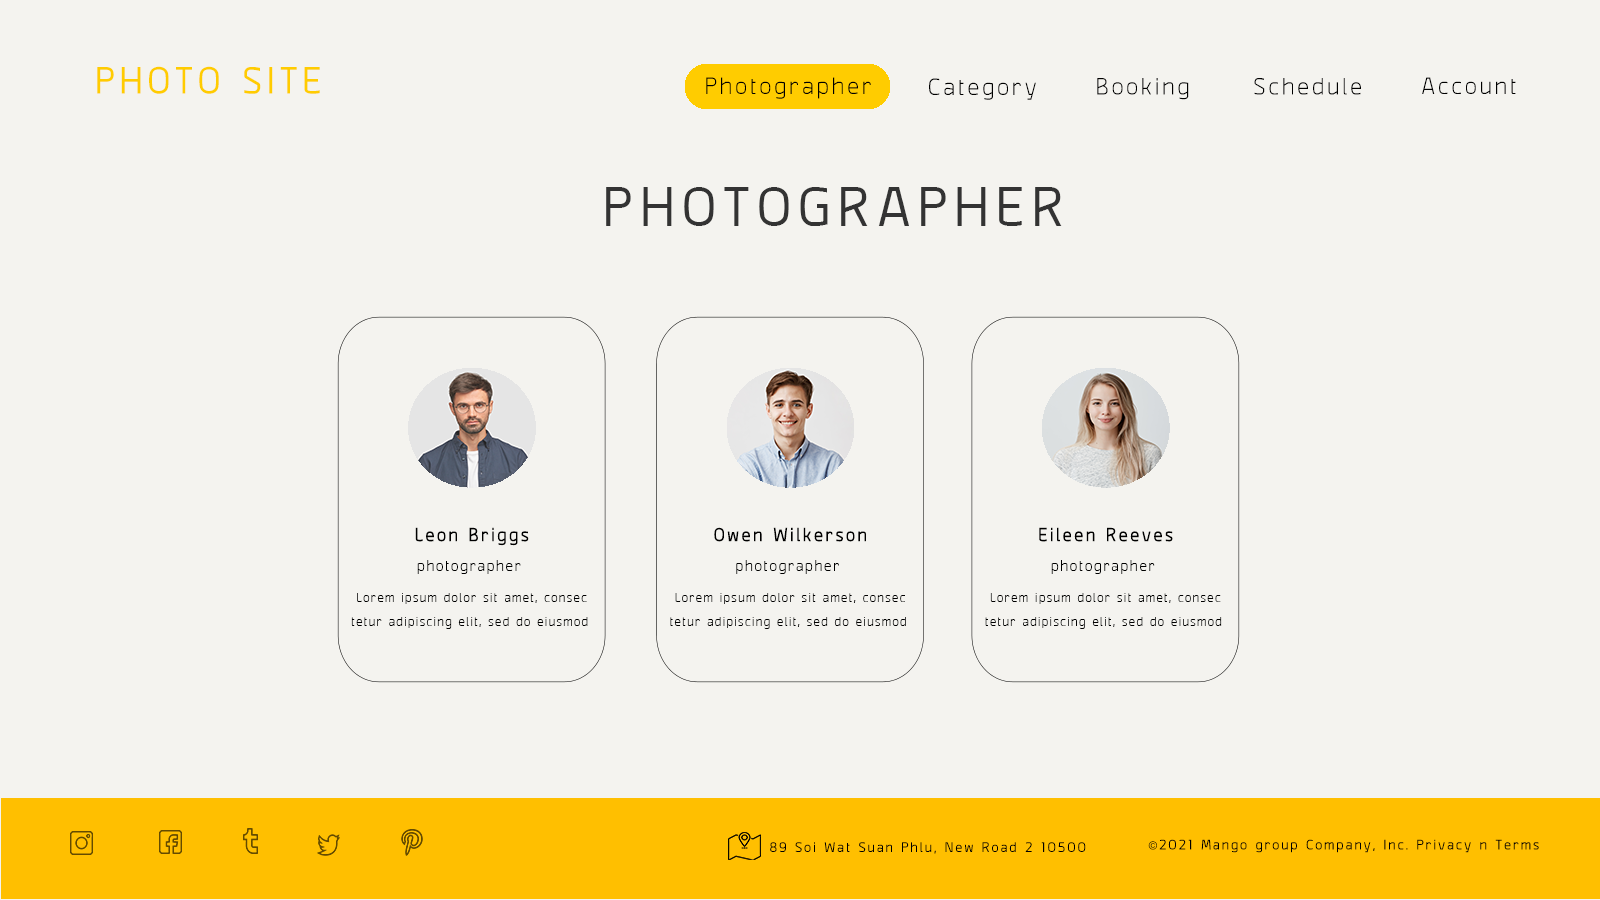 PHOTO SITE
Photographer
Category
Booking
Schedule
Account
PHOTOGRAPHER
Leon Briggs
photographer
Lorem ipsum dolor sit amet, consec
tetur adipiscing elit, sed do eiusmod
Owen Wilkerson
photographer
Lorem ipsum dolor sit amet, consec
tetur adipiscing elit, sed do eiusmod
Eileen Reeves
photographer
Lorem ipsum dolor sit amet, consec
tetur adipiscing elit, sed do eiusmod
89 Soi Wat Suan Phlu, New Road 2 10500
©2021 Mango group Company, Inc. Privacy n Terms